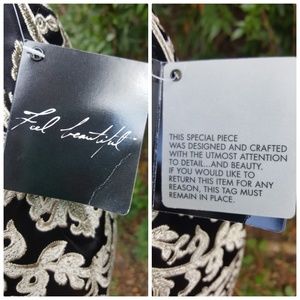 Feel beautiful
THIS SPECIAL PIECE
WAS DESIGNED AND CRAFTED
WITH THE UTMOST ATTENTION
TO DETAIL...AND BEAUTY.
IF YOU WOULD LIKE TO
RETURN THIS ITEM FOR ANY
REASON, THIS TAG MUST
REMAIN IN PLACE.